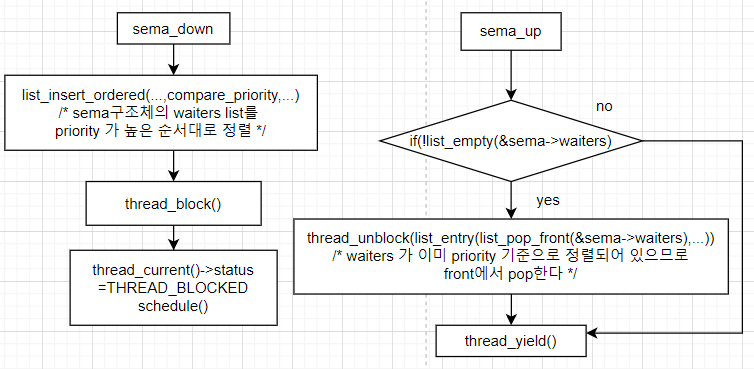 sema_down
list_insert_ordered(...,compare_priority,...)
/* sema구조체의 waiters list를
priority 가 높은 순서대로 정렬 */
thread_block()
thread_current()->status
=THREAD_BLOCKED
schedule()
sema_up
no
if(!list_empty(&sema->waiters)
yes
thread_unblock(list_entry(list_pop_front(&sema->waiters),...))
/* waiters 가 이미 priority 기준으로 정렬되어 있으므로
front에서 pop한다 */
thread_yield()